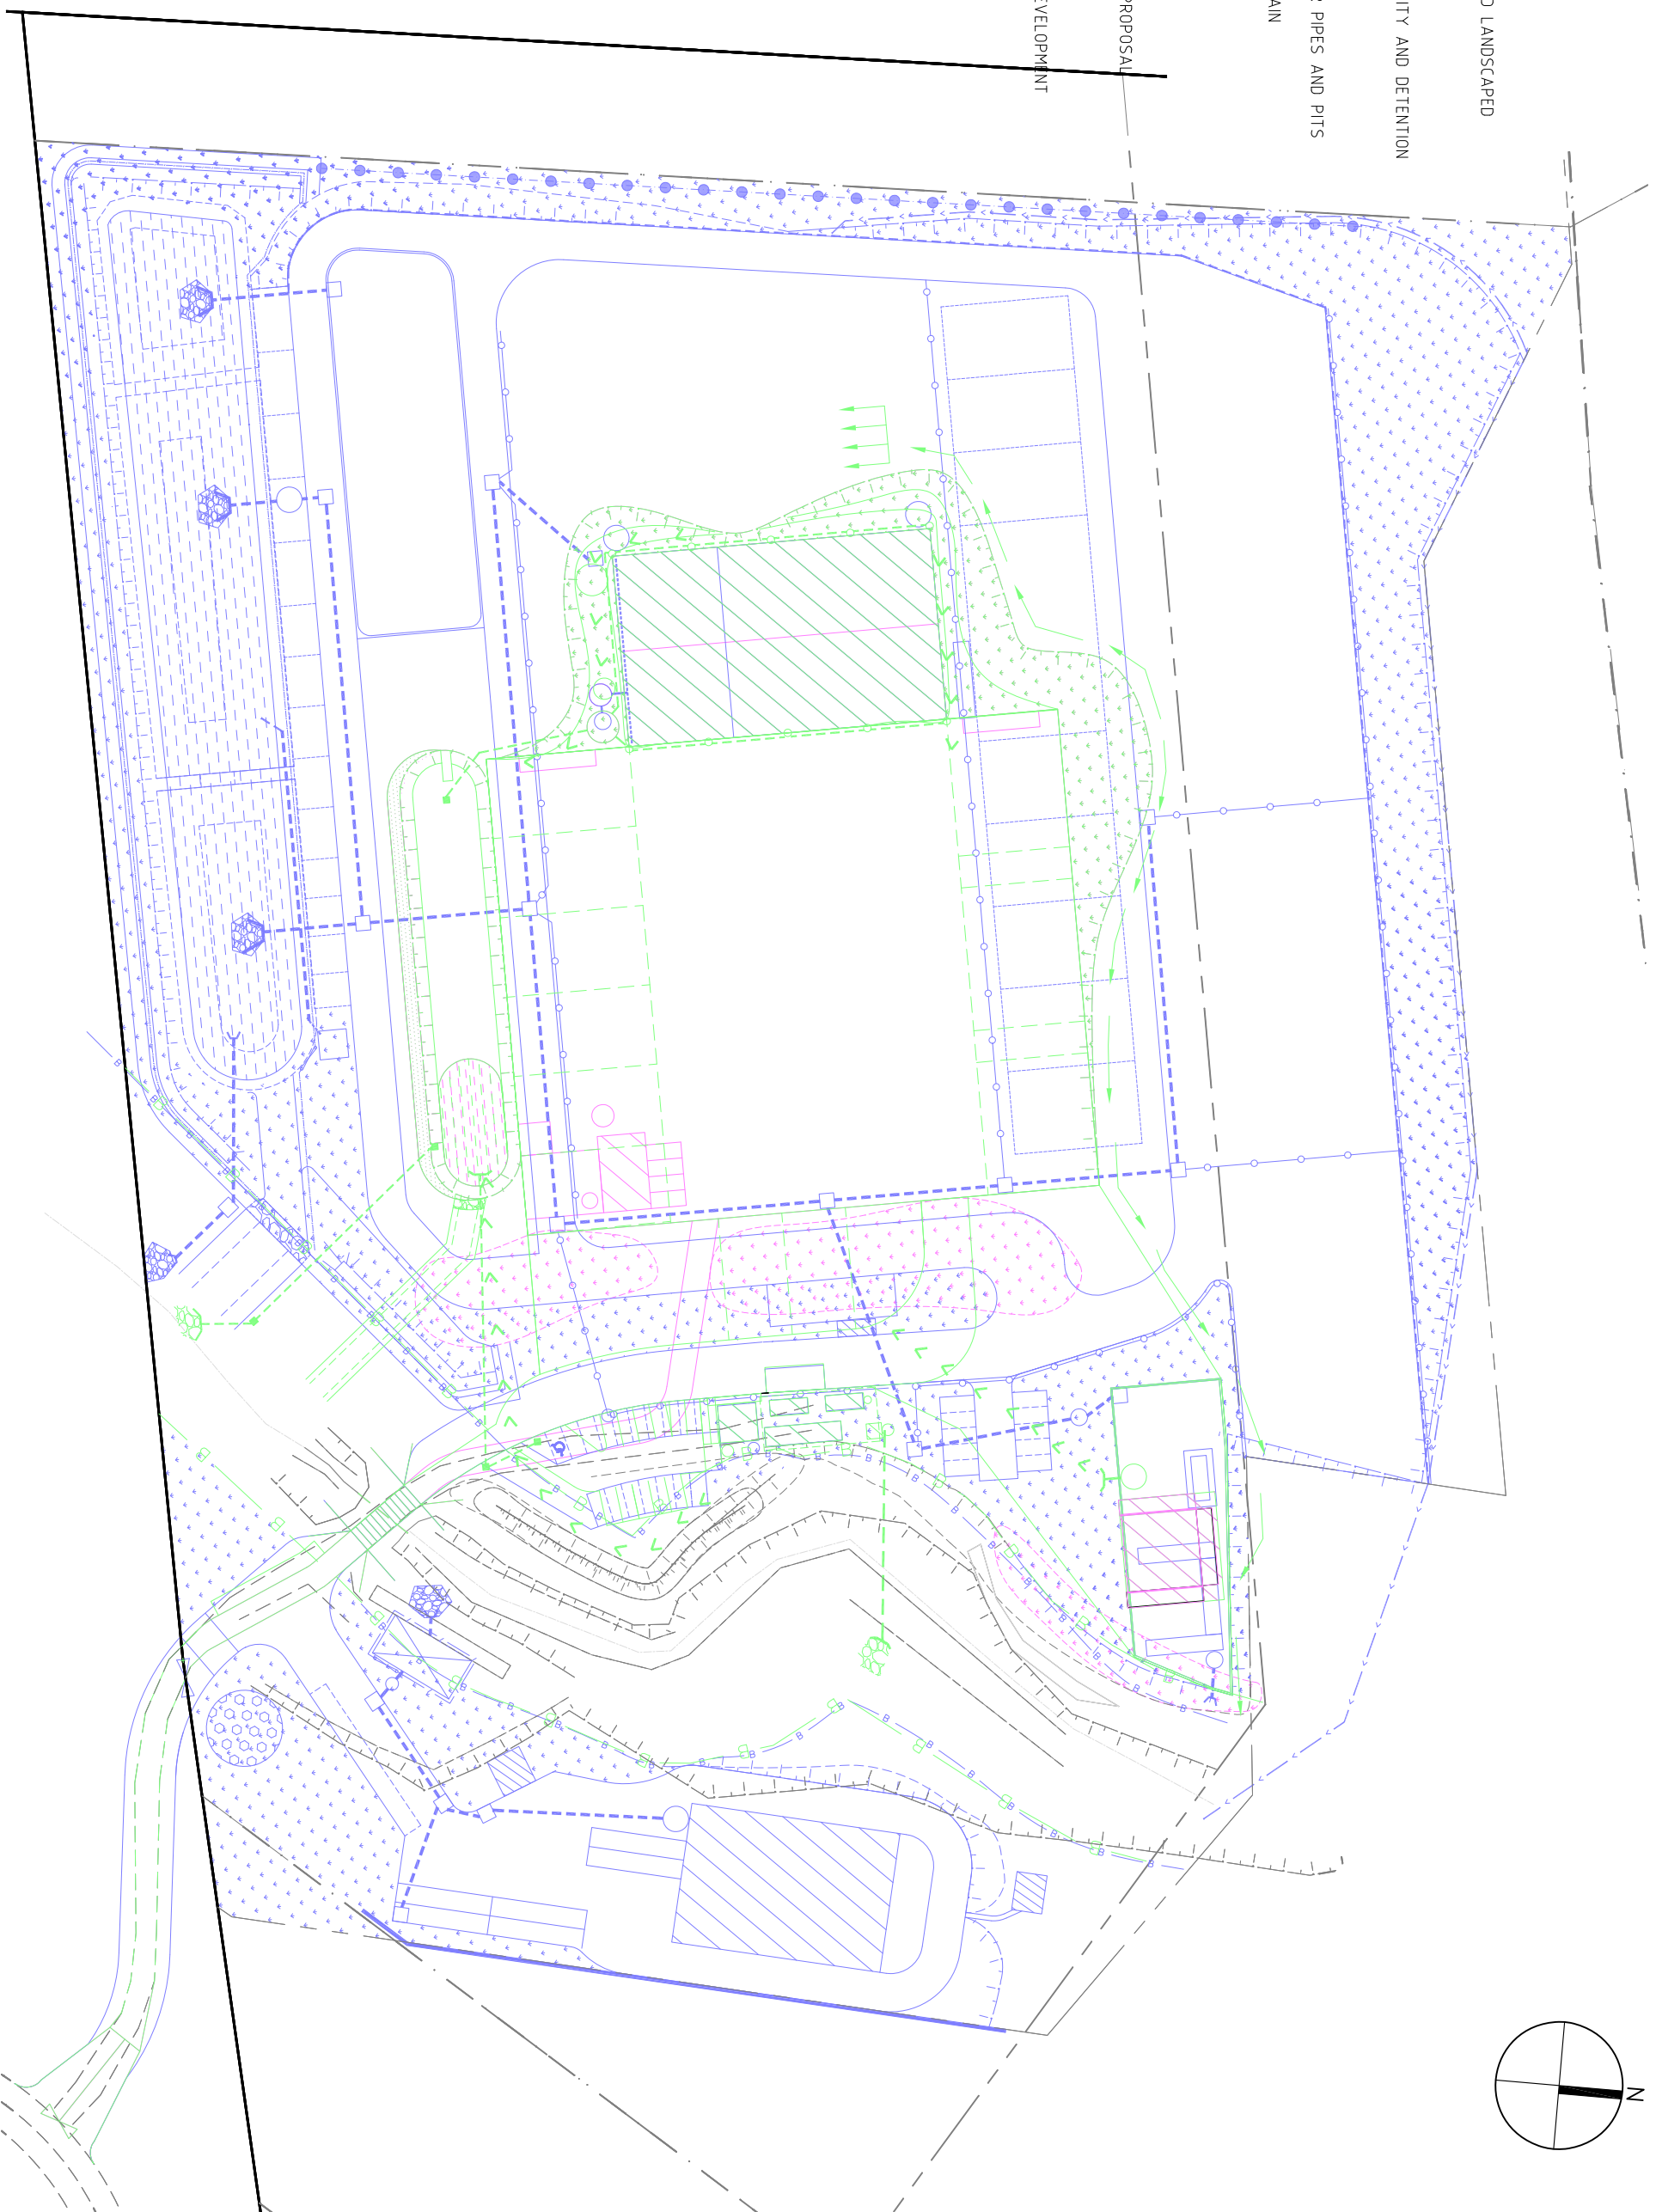 D LANDSCAPED
ITY AND DETENTION
R PIPES AND PITS
AIN
PROPOSAL
EVELOPMENT
N